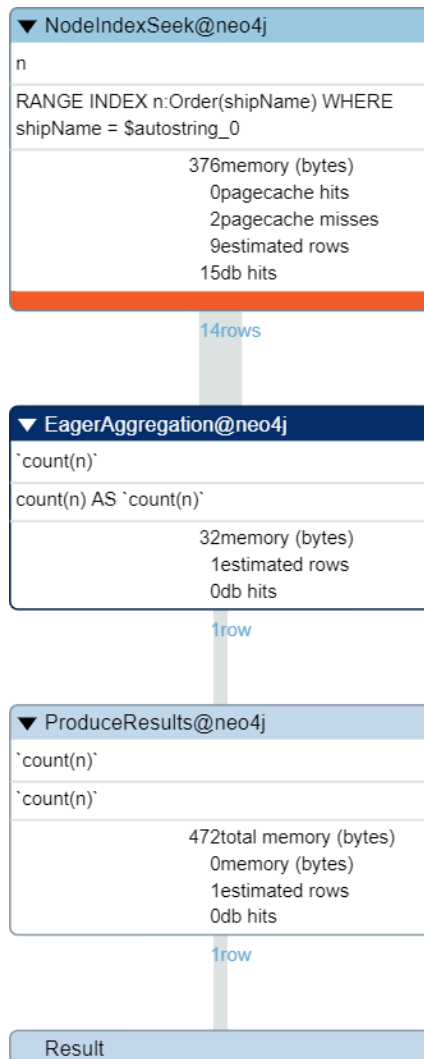 ▼ NodeIndexSeek@neo4j
n
RANGE INDEX n:Order(shipName) WHERE
shipName = $autostring_0
376memory (bytes)
0pagecache hits
2pagecache misses
9estimated rows
15db hits
14rows
▼ EagerAggregation@neo4j
`count(n)`
count(n) AS `count(n)`
32memory (bytes)
1estimated rows
0db hits
1row
▼ ProduceResults@neo4j
`count(n)`
`count(n)`
472total memory (bytes)
0memory (bytes)
1estimated rows
0db hits
1row
Result